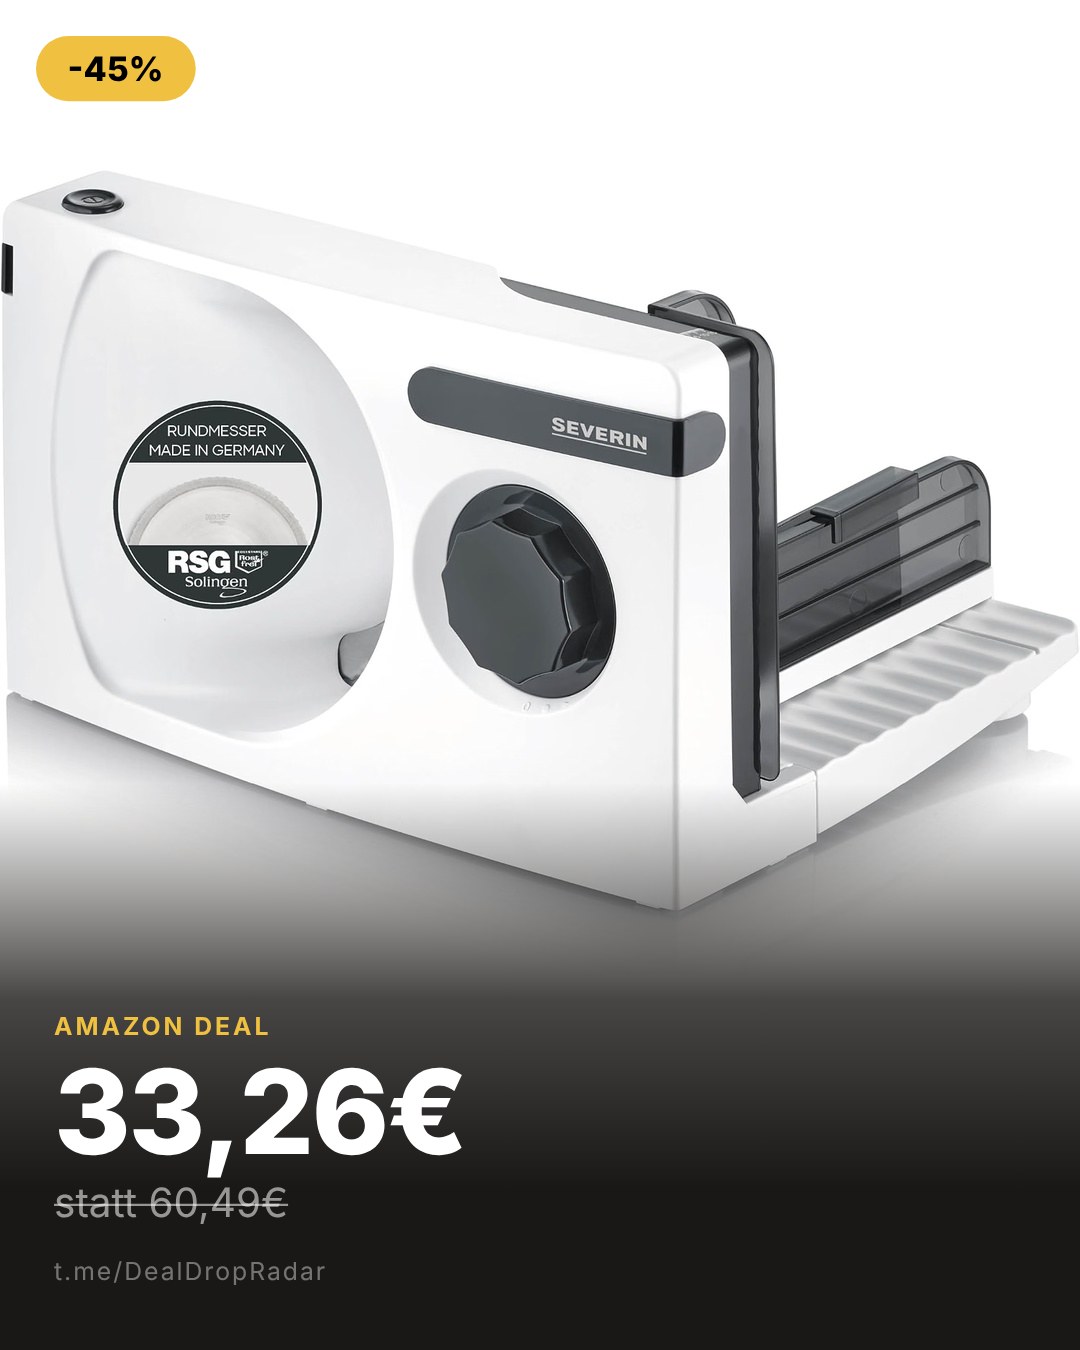 -45%
RUNDMESSER
MADE IN GERMANY
RSG
Rost
frei
Solingen
SEVERIN
AMAZON DEAL
33,26€
statt 60,49€
t.me/DealDropRadar